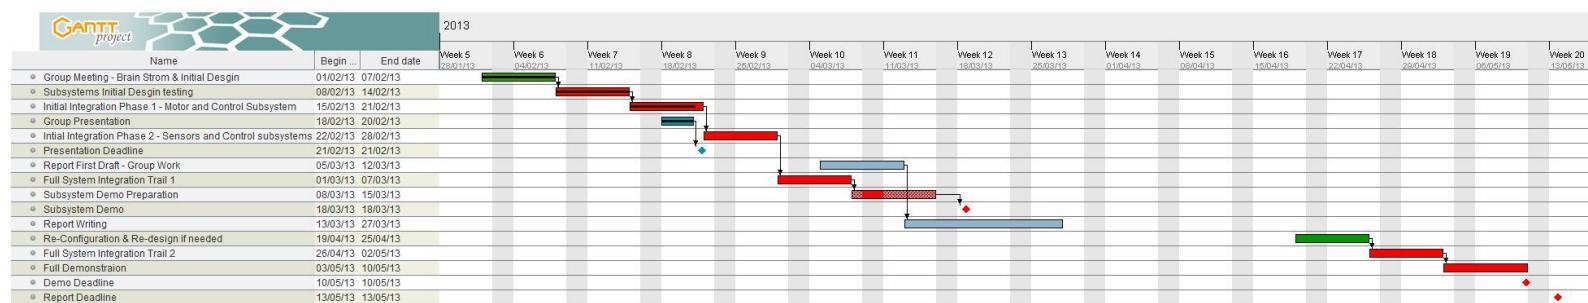 GANTT
project
2013
Week 5 Week 6 Week 7 Week 8 Week 9 Week 10 Week 11 Week 12 Week 13 Week 14 Week 15 Week 16 Week 17 Week 18 Week 19 Week 20
28/01/13 04/02/13 11/02/13 18/02/13 25/02/13 04/03/13 11/03/13 18/03/13 25/03/13 01/04/13 08/04/13 15/04/13 22/04/13 29/04/13 06/05/13 13/05/13
Name Begin ... End date
Group Meeting - Brain Strom & Initial Desgin 01/02/13 07/02/13
Subsystems Initial Desgin testing 08/02/13 14/02/13
Initial Integration Phase 1 - Motor and Control Subsystem 15/02/13 21/02/13
Group Presentation 18/02/13 20/02/13
Intial Integration Phase 2 - Sensors and Control subsystems 22/02/13 28/02/13
Presentation Deadline 21/02/13 21/02/13
Report First Draft - Group Work 05/03/13 12/03/13
Full System Integration Trail 1 01/03/13 07/03/13
Subsystem Demo Preparation 08/03/13 15/03/13
Subsystem Demo 18/03/13 18/03/13
Report Writing 13/03/13 27/03/13
Re-Configuration & Re-design if needed 19/04/13 25/04/13
Full System Integration Trail 2 26/04/13 02/05/13
Full Demonstraion 03/05/13 10/05/13
Demo Deadline 10/05/13 10/05/13
Report Deadline 13/05/13 13/05/13